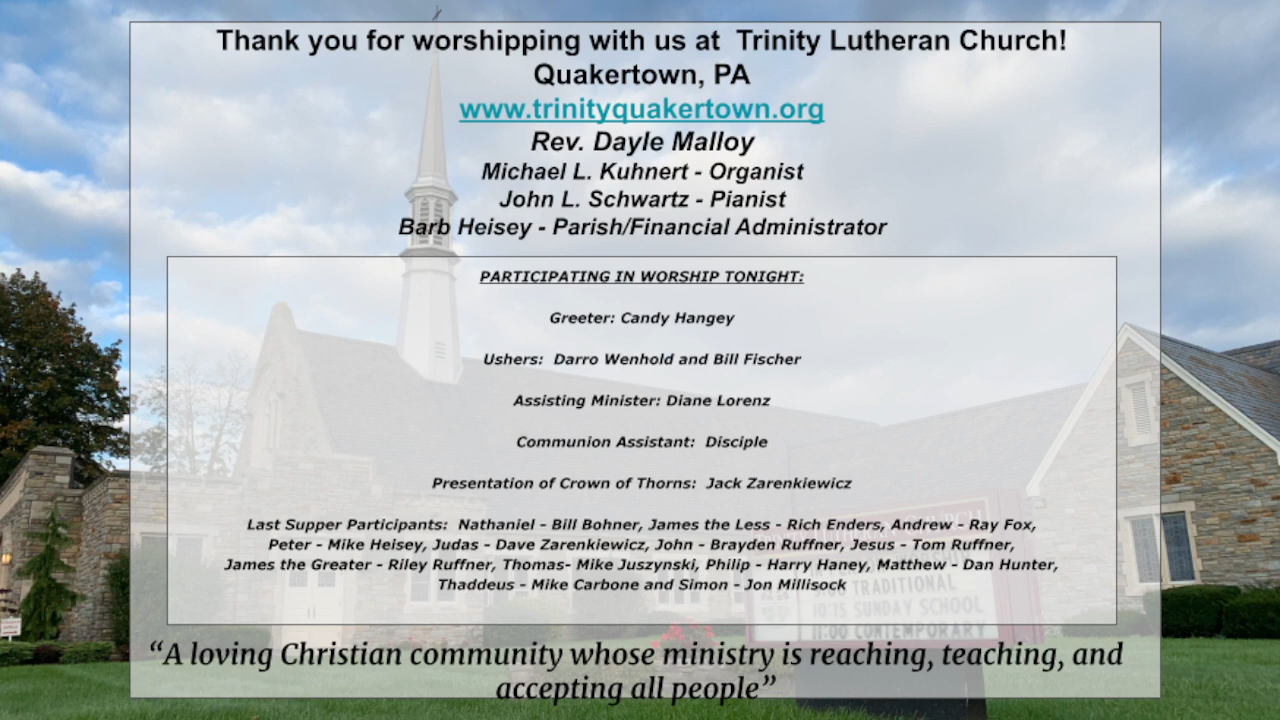 Thank you for worshipping with us at Trinity Lutheran Church!
Quakertown, PA
www.trinityquakertown.org
Rev. Dayle Malloy
Michael L. Kuhnert - Organist
John L. Schwartz - Pianist
Barb Heisey - Parish/Financial Administrator
PARTICIPATING IN WORSHIP TONIGHT:
Greeter: Candy Hangey
Ushers: Darro Wenhold and Bill Fischer
Assisting Minister: Diane Lorenz
Communion Assistant: Disciple
Presentation of Crown of Thorns: Jack Zarenkiewicz
Last Supper Participants: Nathaniel - Bill Bohner, James the Less - Rich Enders, Andrew - Ray Fox,
Peter - Mike Heisey, Judas - Dave Zarenkiewicz, John - Brayden Ruffner, Jesus - Tom Ruffner,
James the Greater - Riley Ruffner, Thomas- Mike Juszynski, Philip - Harry Haney, Matthew - Dan Hunter,
Thaddeus - Mike Carbone and Simon - Jon Millisock
TRADITIONAL
10:15 SUNDAY SCHOOL
11:00 CONTEMPORARY
“A loving Christian community whose ministry is reaching, teaching, and
accepting all people”